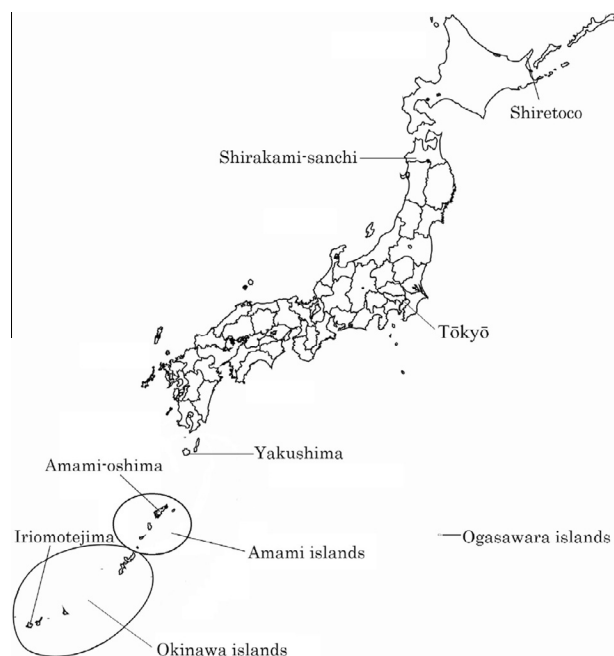 Shiretoco
Shirakami-sanchi
Tōkyō
Yakushima
Amami-oshima
Iriomotejima
Amami islands
Ogasawara islands
Okinawa islands